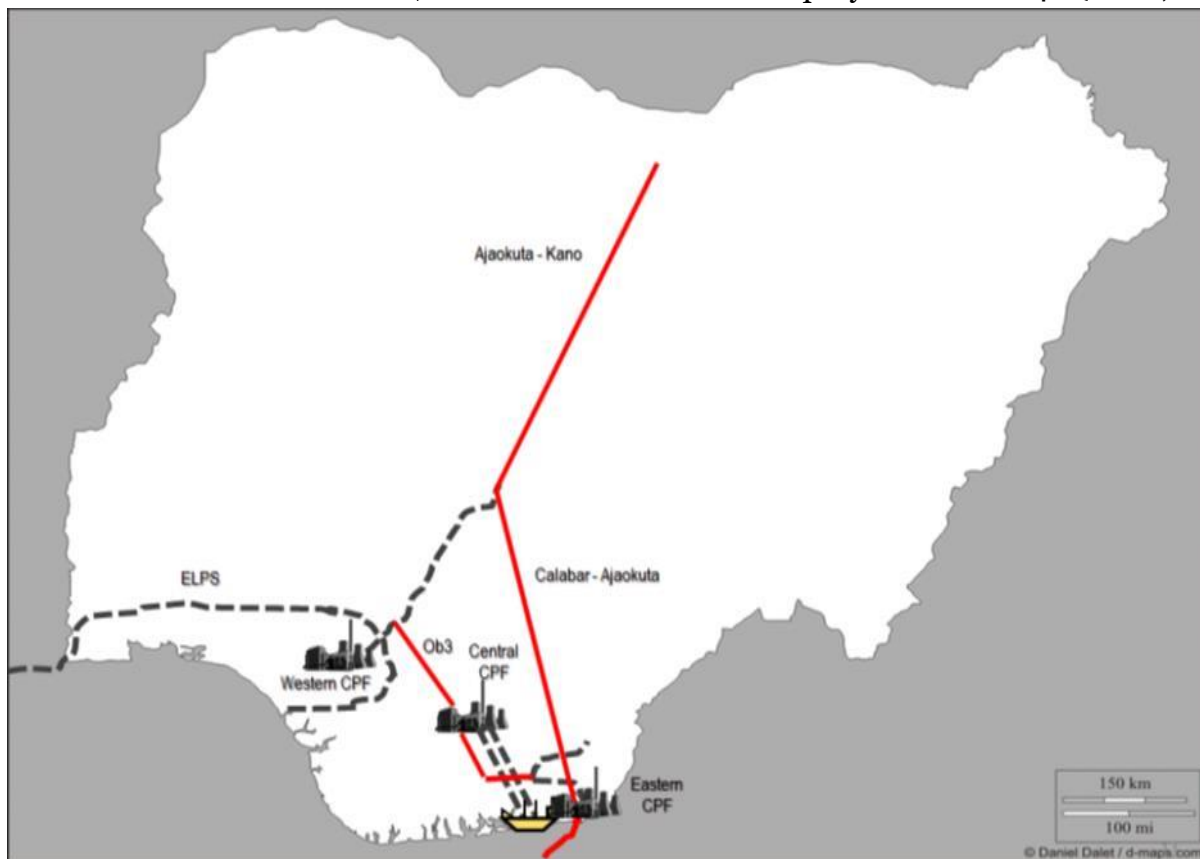 Ajaokuta - Kano
Calabar - Ajaokuta
ELPS
Ob3
Central
CPF
Western CPF
Eastern
CPF
150 km
100 mi
© Daniel Dalet / d-maps.com